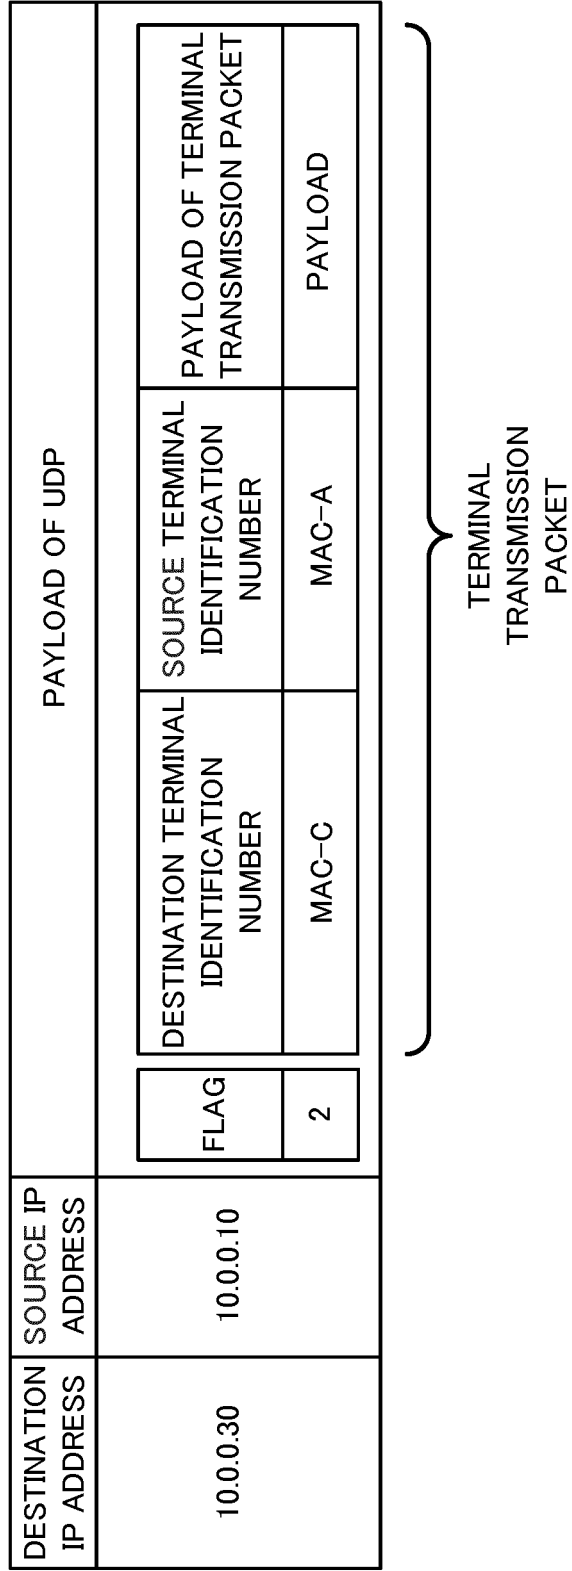 DESTINATION
IP ADDRESS
SOURCE IP
ADDRESS
PAYLOAD OF UDP
10.0.0.30
10.0.0.10
FLAG
2
DESTINATION TERMINAL
IDENTIFICATION
NUMBER
SOURCE TERMINAL
IDENTIFICATION
NUMBER
PAYLOAD OF TERMINAL
TRANSMISSION PACKET
MAC-C
MAC-A
PAYLOAD
TERMINAL
TRANSMISSION
PACKET